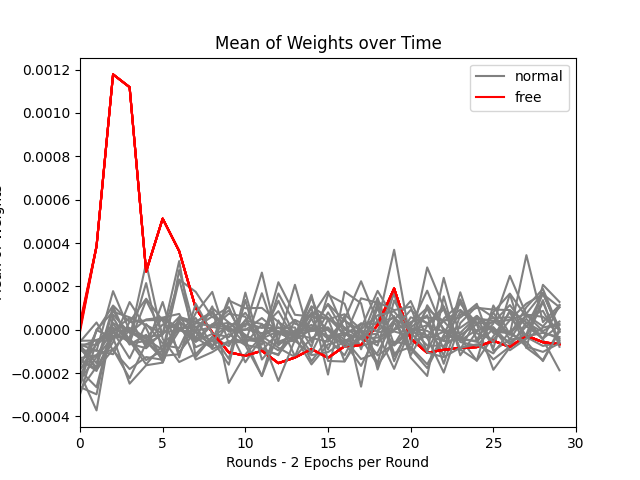 Mean of Weights over Time
normal
free
0.0012
0.0010
0.0008
0.0006
0.0004
0.0002
0.0000
−0.0002
−0.0004
0 5 10 15 20 25 30
Rounds - 2 Epochs per Round